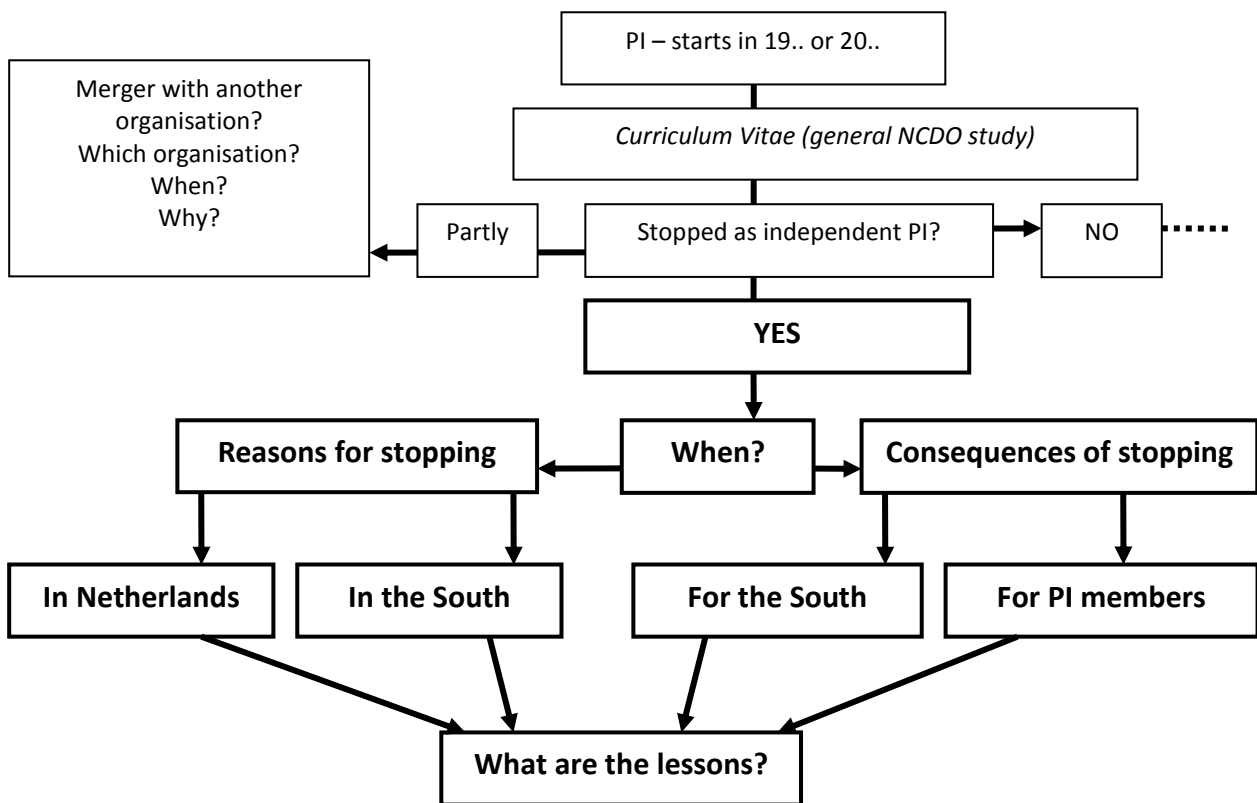 PI – starts in 19.. or 20..
Merger with another
organisation?
Which organisation?
When?
Why?
Curriculum Vitae (general NCDO study)
Partly
Stopped as independent PI?
NO
YES
Reasons for stopping
When?
Consequences of stopping
In Netherlands
In the South
For the South
For PI members
What are the lessons?